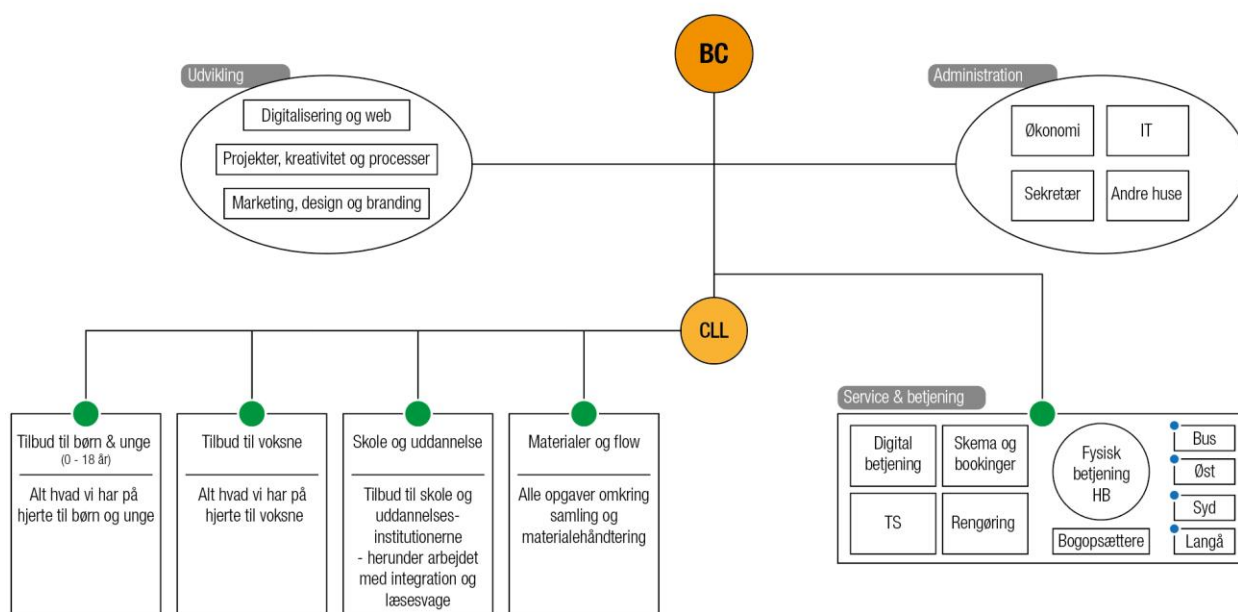 BC
Udvikling
Digitalisering og web
Projekter, kreativitet og processer
Marketing, design og branding
Administration
Økonomi
IT
Sekretær
Andre huse
CLL
Tilbud til børn & unge
(0 - 18 år)
Alt hvad vi har på
hjerte til børn og unge
Tilbud til voksne
Alt hvad vi har på
hjerte til voksne
Skole og uddannelse
Tilbud til skole og
uddannelses-
institutionerne
- herunder arbejdet
med integration og
læsesvage
Materialer og flow
Alle opgaver omkring
samling og
materialehåndtering
Service & betjening
Digital
betjening
Skema og
bookinger
TS
Rengøring
Fysisk
betjening
HB
Bogopsættere
Bus
Øst
Syd
Langå